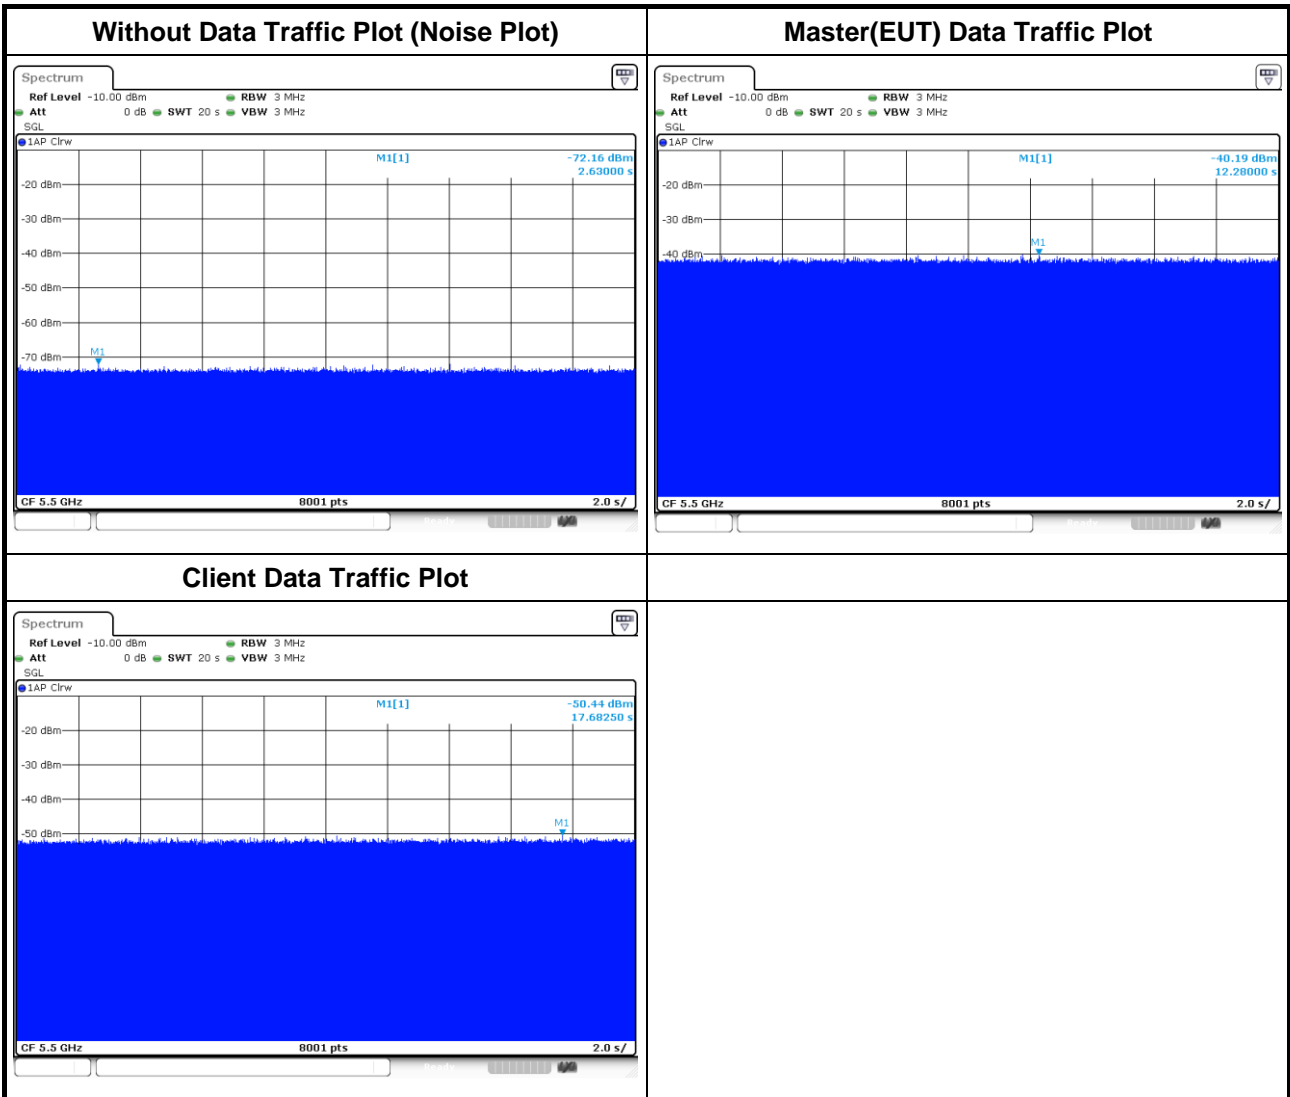 Without Data Traffic Plot (Noise Plot)
Spectrum
Ref Level -10.00 dBm RBW 3 MHz
Att 0 dB SWT 20 s VBW 3 MHz
SGL
1AP Clrw
M1[1] -72.16 dBm
2.63000 s
-20 dBm
-30 dBm
-40 dBm
-50 dBm
-60 dBm
M1
-70 dBm
CF 5.5 GHz 8001 pts 2.0 s/
Ready
Master(EUT) Data Traffic Plot
Spectrum
Ref Level -10.00 dBm RBW 3 MHz
Att 0 dB SWT 20 s VBW 3 MHz
SGL
1AP Clrw
M1[1] -40.19 dBm
12.28000 s
-20 dBm
-30 dBm
M1
-40 dBm
CF 5.5 GHz 8001 pts 2.0 s/
Ready
Client Data Traffic Plot
Spectrum
Ref Level -10.00 dBm RBW 3 MHz
Att 0 dB SWT 20 s VBW 3 MHz
SGL
1AP Clrw
M1[1] -50.44 dBm
17.68250 s
-20 dBm
-30 dBm
-40 dBm
M1
-50 dBm
CF 5.5 GHz 8001 pts 2.0 s/
Ready